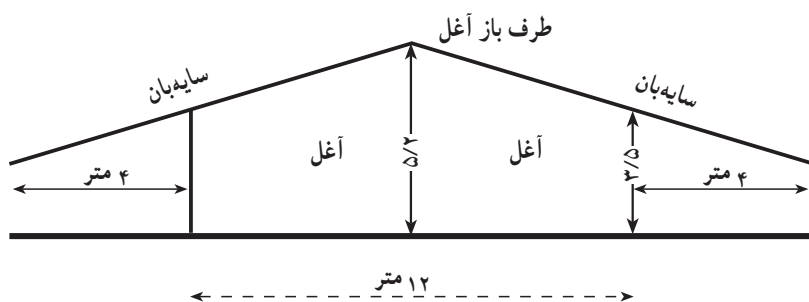 طرف باز آغل
سایه‌بان
سایه‌بان
آغل
آغل
۵/۲
۳/۵
۴ متر
۴ متر
۱۲ متر